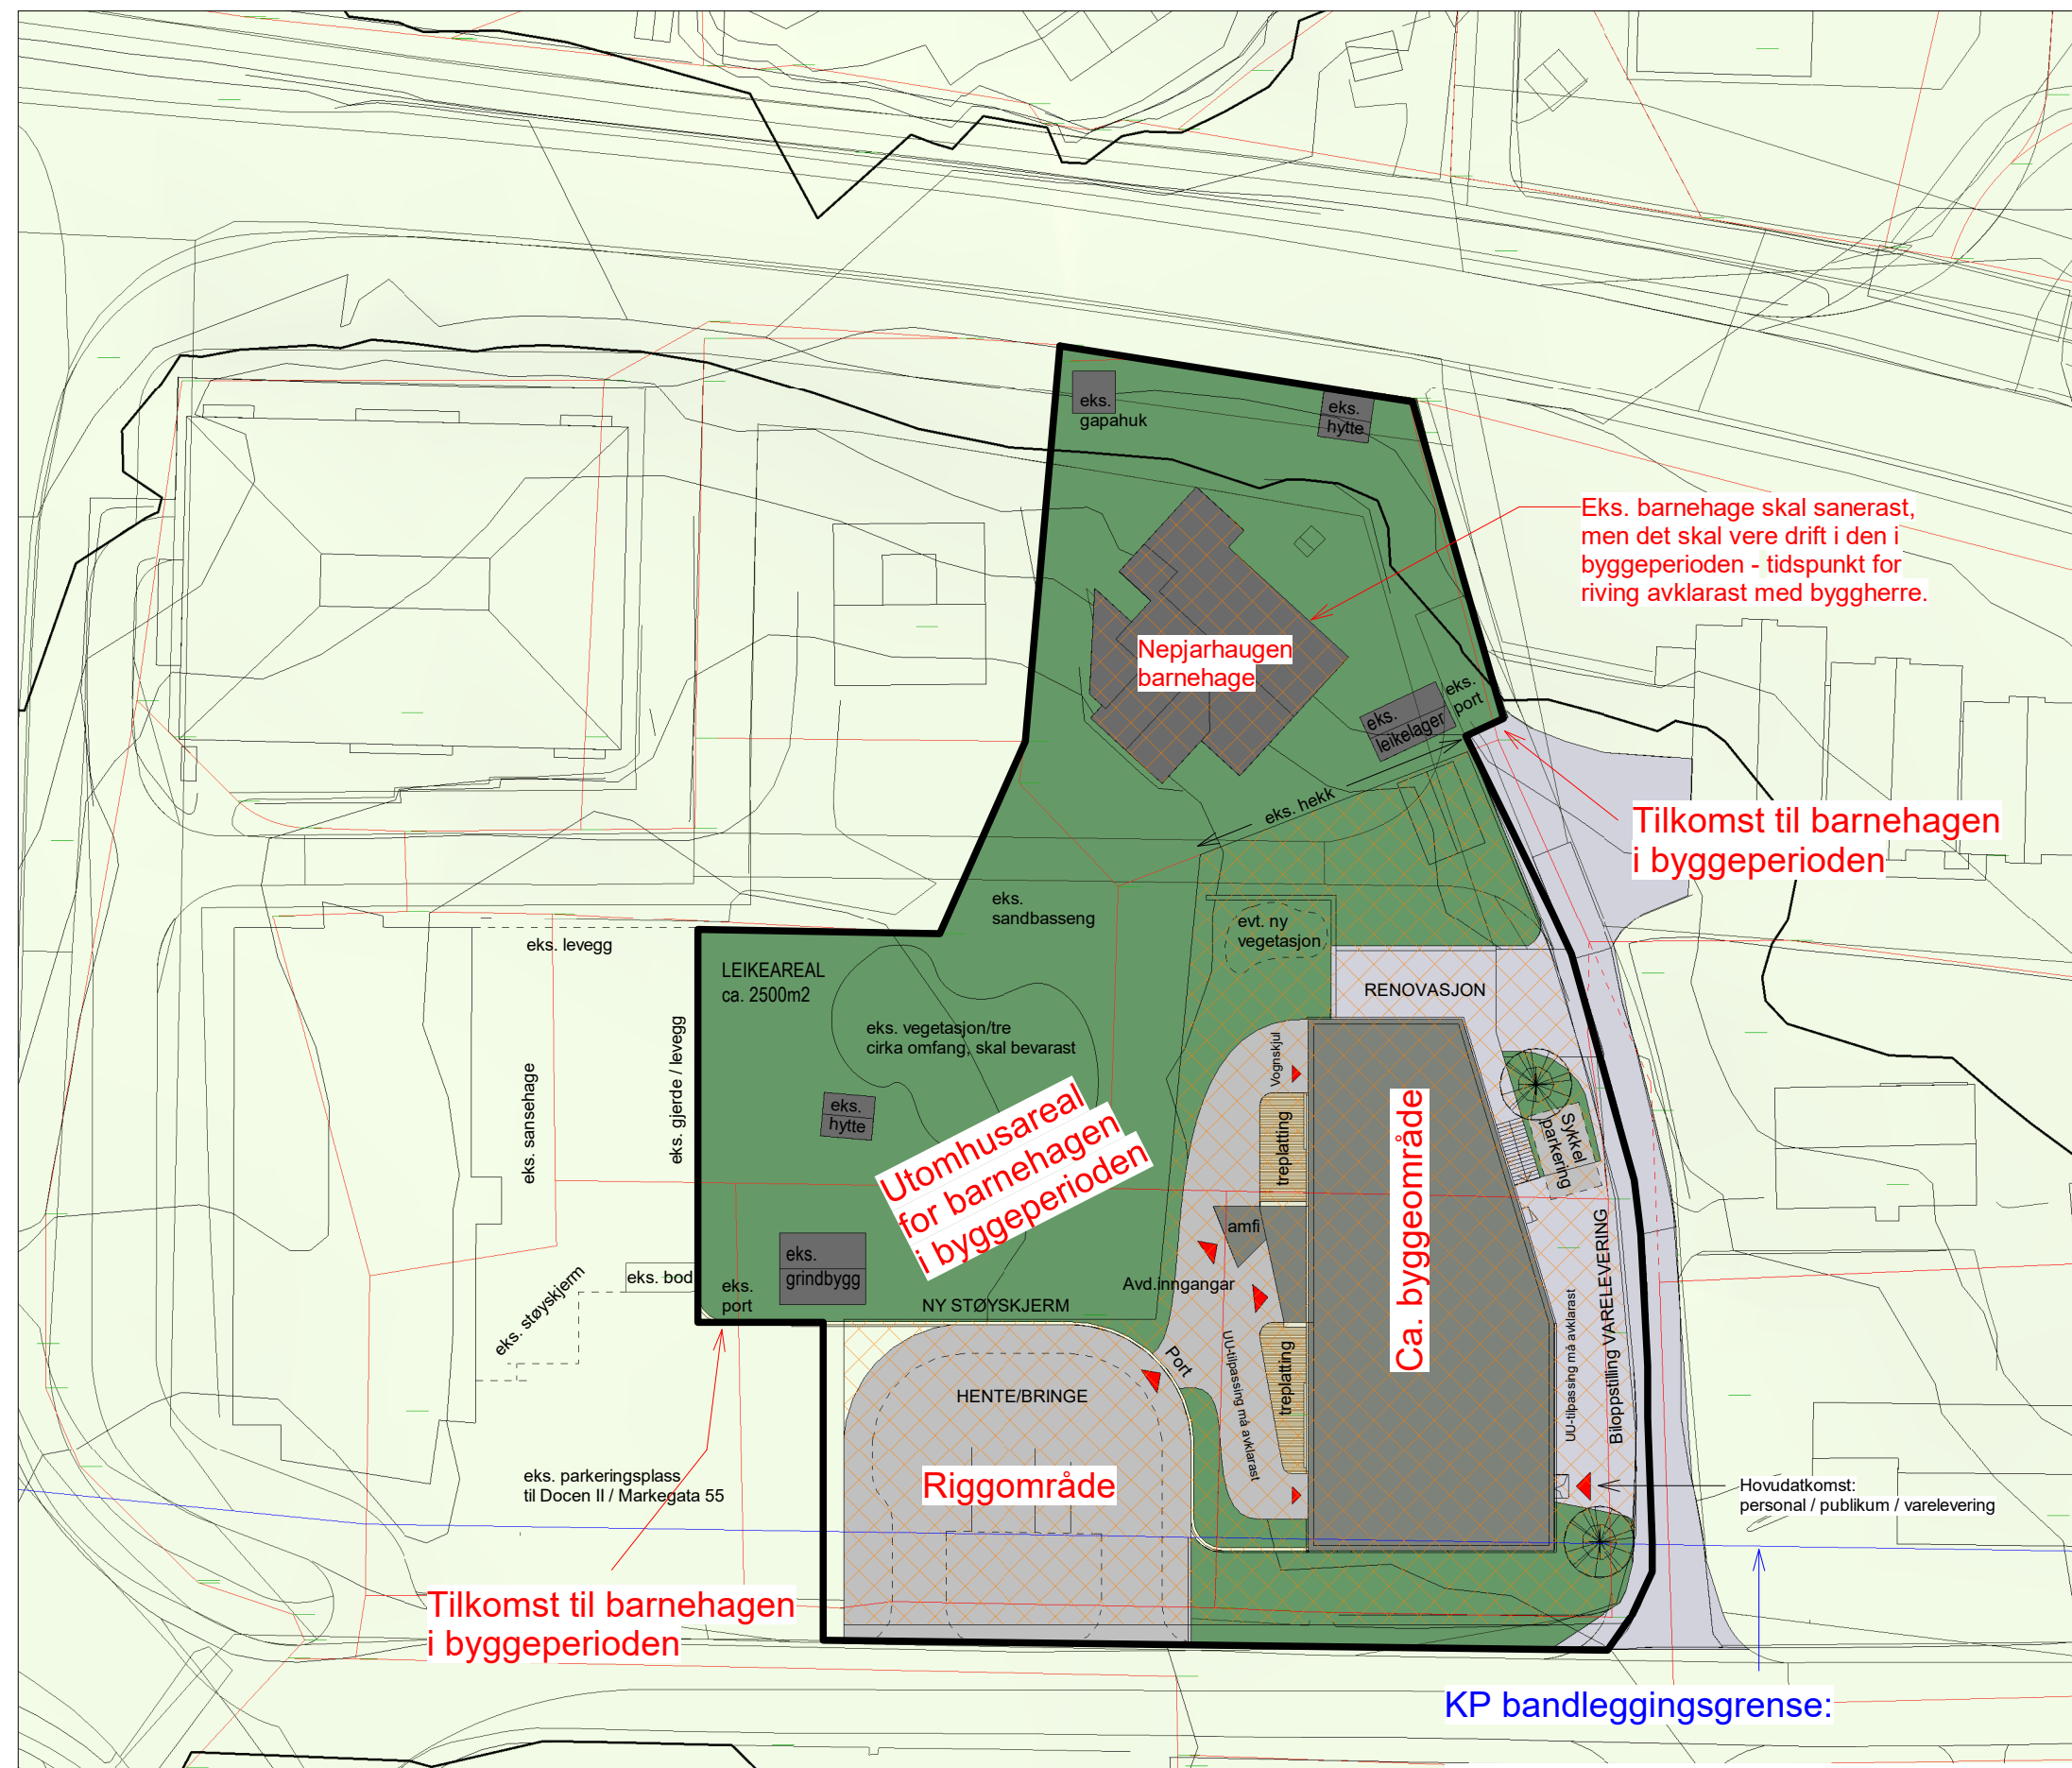 eks.
gapahuk
eks.
hytte
Eks. barnehage skal sanerast,
men det skal vere drift i den i
byggeperioden - tidspunkt for
riving avklarast med byggherre.
Nepjarhaugen
barnehage
eks.
port
eks.
leikelager
eks. hekk
Tilkomst til barnehagen
i byggeperioden
eks.
sandbasseng
evt. ny
vegetasjon
eks. levegg
LEIKEAREAL
ca. 2500m2
RENOVASJON
eks. vegetasjon/tre
cirka omfang, skal bevarast
eks. gjerde / levegg
eks. sansehage
Vognskjul
treplatting
Ca. byggeområde
Sykkel
parkering
eks.
hytte
Utomhusareal
for barnehagen
i byggeperioden
amfi
Avd.inngangar
eks.
grindbygg
eks. bod
eks.
port
eks. støyskjerm
NY STØYSKJERM
Port
UU-tilpassing må avklarast
treplatting
UU-tilpassing må avklarast
Biloppstilling VARELEVERING
HENTE/BRINGE
Riggområde
eks. parkeringsplass
til Docen II / Markegata 55
Hovudatkomst:
personal / publikum / varelevering
Tilkomst til barnehagen
i byggeperioden
KP bandleggingsgrense: